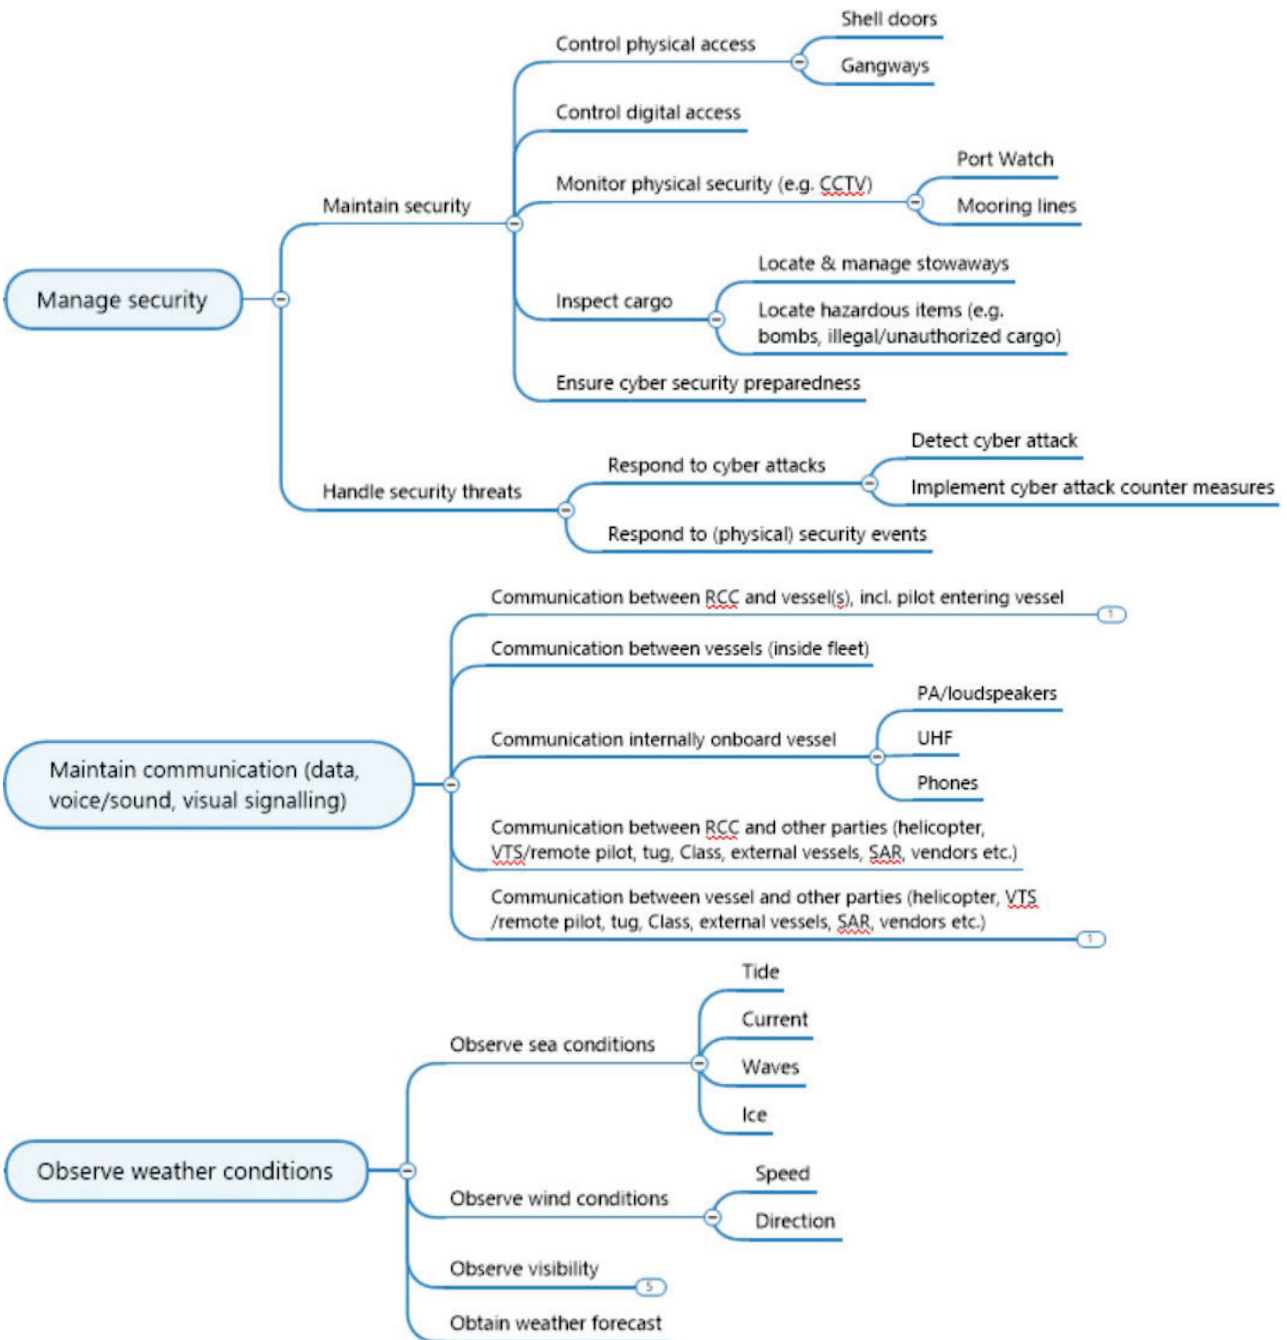 Shell doors
Control physical access
Gangways
Control digital access
Port Watch
Monitor physical security (e.g. CCTV)
Mooring lines
Maintain security
Locate & manage stowaways
Manage security
Inspect cargo
Locate hazardous items (e.g.
bombs, illegal/unauthorized cargo)
Ensure cyber security preparedness
Detect cyber attack
Respond to cyber attacks
Implement cyber attack counter measures
Handle security threats
Respond to (physical) security events
Communication between RCC and vessel(s), incl. pilot entering vessel
1
Communication between vessels (inside fleet)
PA/loudspeakers
Communication internally onboard vessel
UHF
Phones
Maintain communication (data,
voice/sound, visual signalling)
Communication between RCC and other parties (helicopter,
VTS/remote pilot, tug, Class, external vessels, SAR, vendors etc.)
Communication between vessel and other parties (helicopter, VTS
/remote pilot, tug, Class, external vessels, SAR, vendors etc.)
1
Tide
Current
Observe sea conditions
Waves
Ice
Observe weather conditions
Speed
Observe wind conditions
Direction
Observe visibility
5
Obtain weather forecast